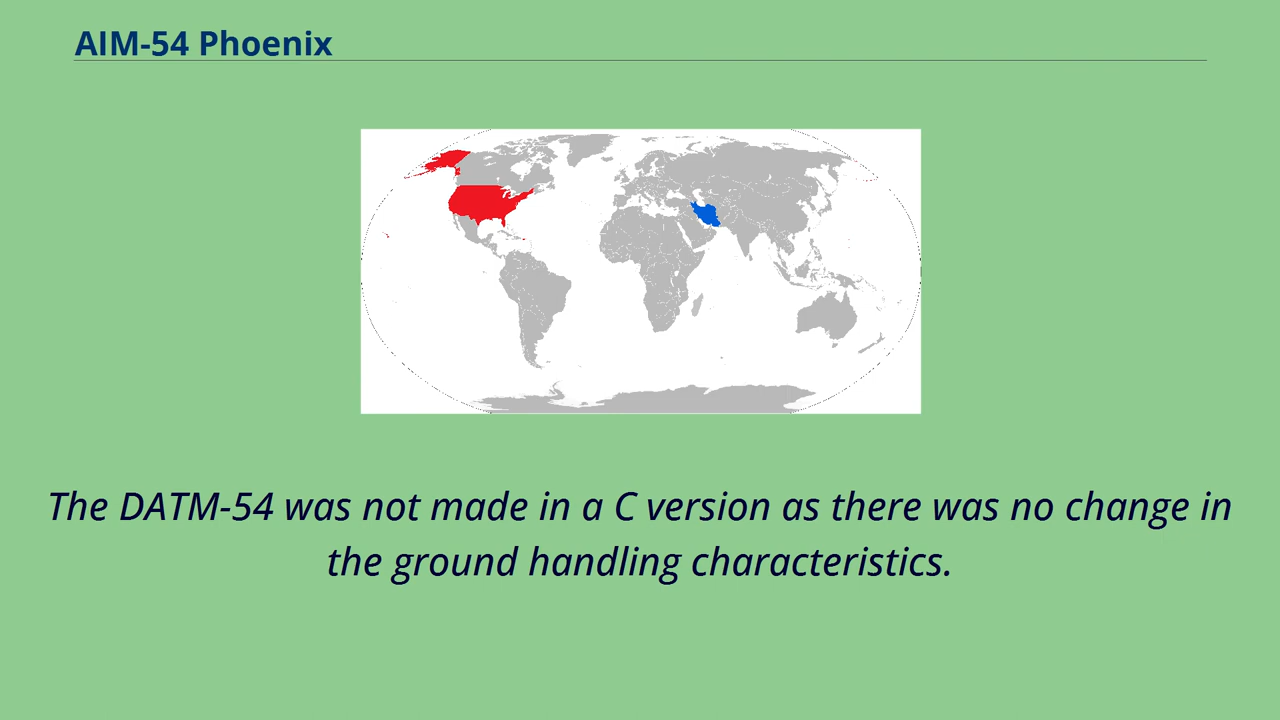 AIM-54 Phoenix
The DATM-54 was not made in a C version as there was no change in
the ground handling characteristics.